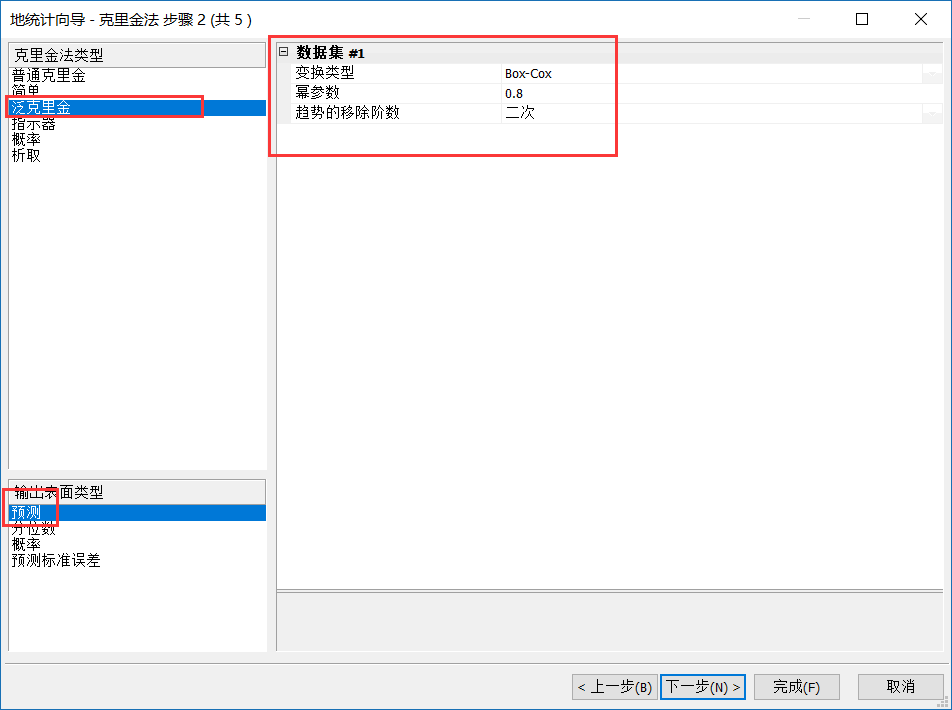 地统计向导 - 克里金法 步骤 2 (共 5 )
克里金法类型
普通克里金
简单
泛克里金
指示器
概率
析取
数据集 #1
变换类型 Box-Cox
幂参数 0.8
趋势的移除阶数 二次
输出表面类型
预测
分位数
概率
预测标准误差
< 上一步(B) 下一步(N) > 完成(F) 取消